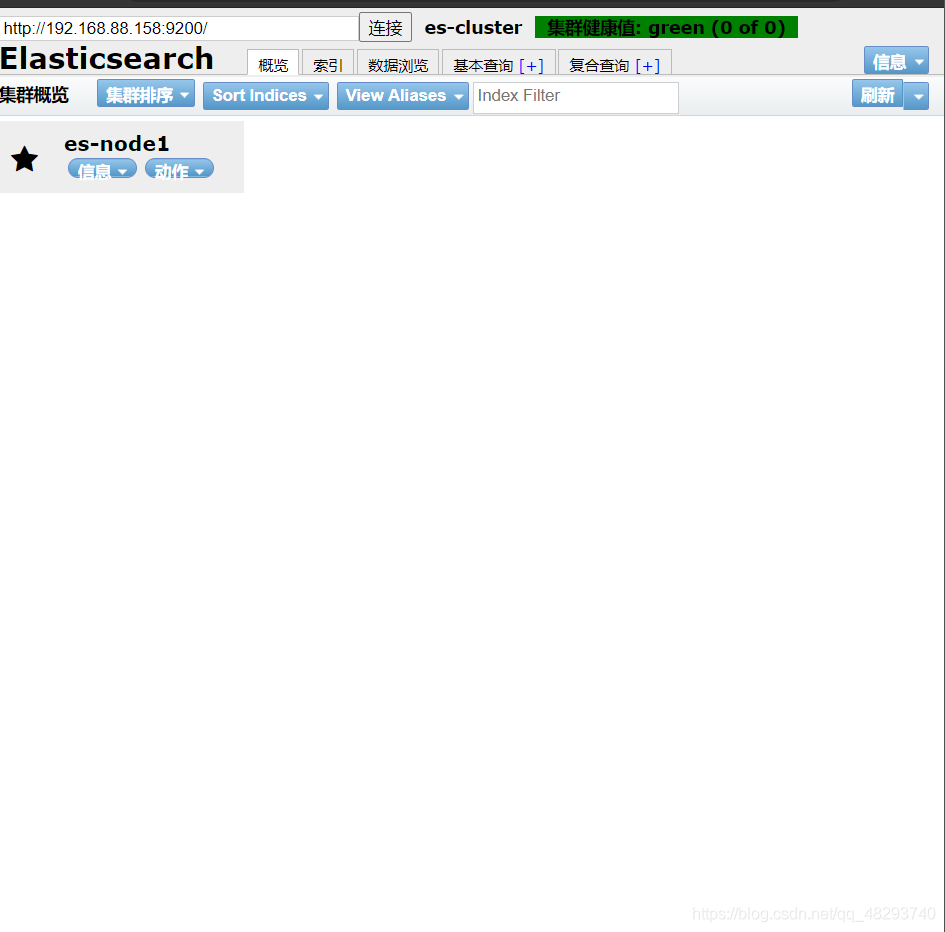 http://192.168.88.158:9200/ 连接 es-cluster 集群健康值: green (0 of 0)
Elasticsearch 概览 索引 数据浏览 基本查询 [+] 复合查询 [+] 信息
集群概览 集群排序 Sort Indices View Aliases Index Filter 刷新
es-node1
信息 动作
https://blog.csdn.net/qq_48293740